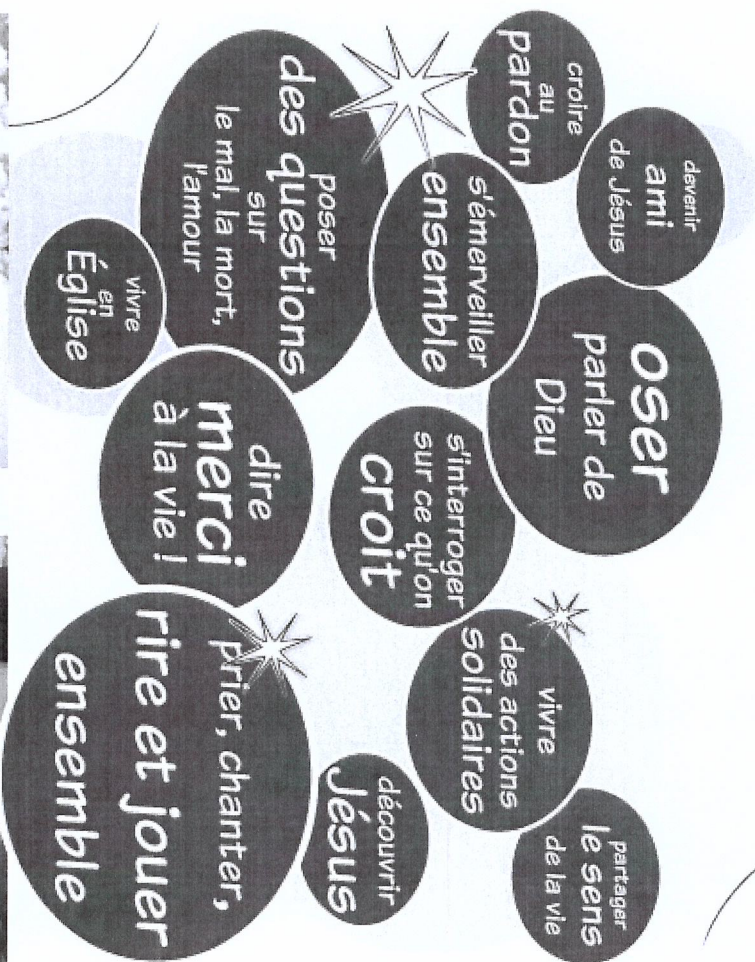 devenir
ami
de Jésus
croire
au
pardon
oser
parler de
Dieu
partager
le sens
de la vie
s'émerveiller
ensemble
s'interroger
sur ce qu'on
croit
vivre
des actions
solidaires
poser
des questions
sur
le mal, la mort,
l'amour
découvrir
Jésus
dire
merci
à la vie !
vivre
en
Église
prier, chanter,
rire et jouer
ensemble